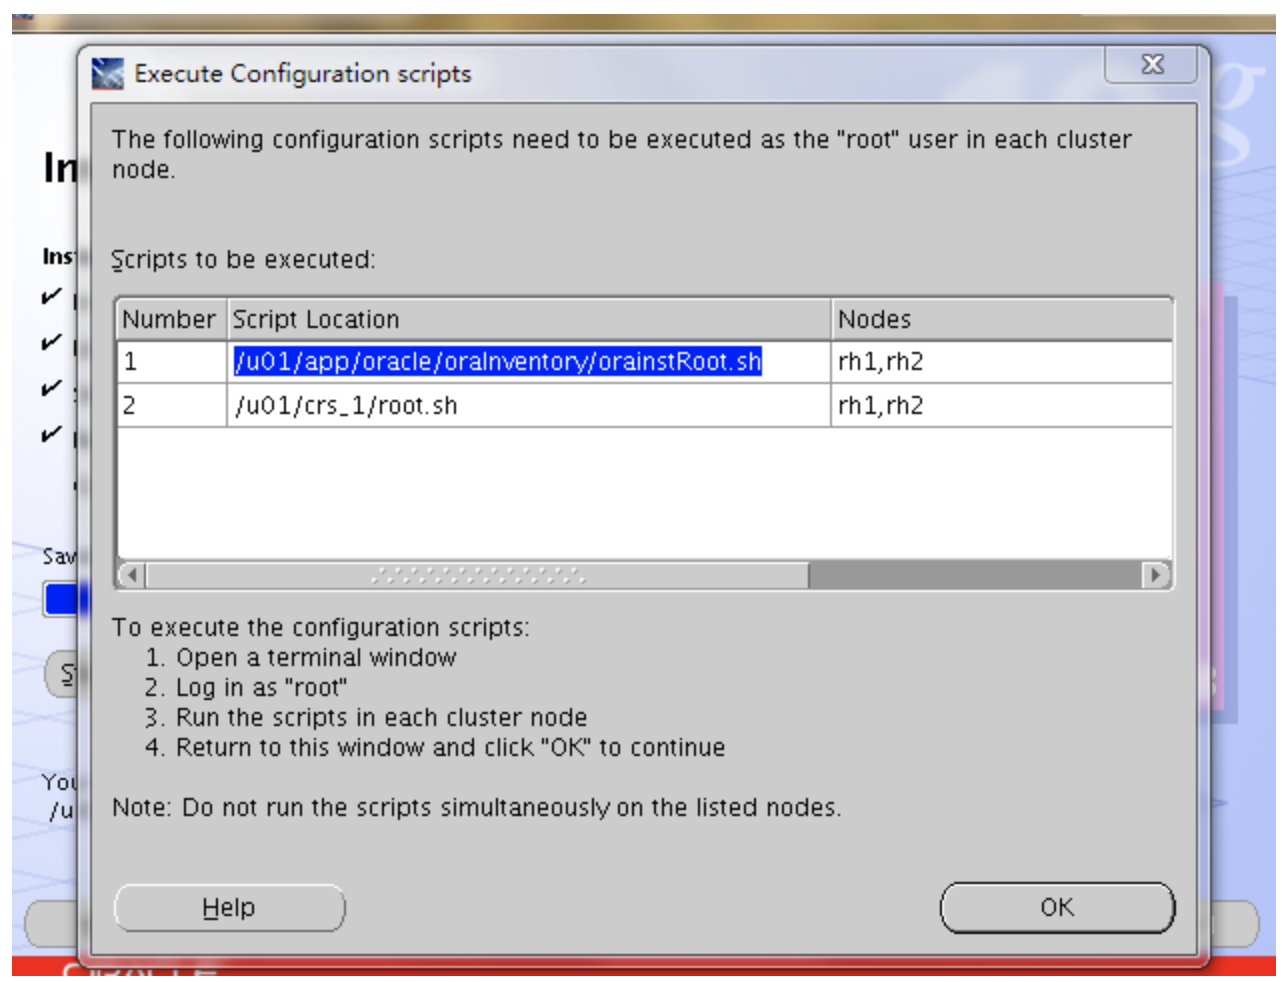 Execute Configuration scripts
The following configuration scripts need to be executed as the "root" user in each cluster
node.
Scripts to be executed:
Number Script Location Nodes
1 /u01/app/oracle/oraInventory/orainstRoot.sh rh1,rh2
2 /u01/crs_1/root.sh rh1,rh2
To execute the configuration scripts:
1. Open a terminal window
2. Log in as "root"
3. Run the scripts in each cluster node
4. Return to this window and click "OK" to continue
Note: Do not run the scripts simultaneously on the listed nodes.
Help OK